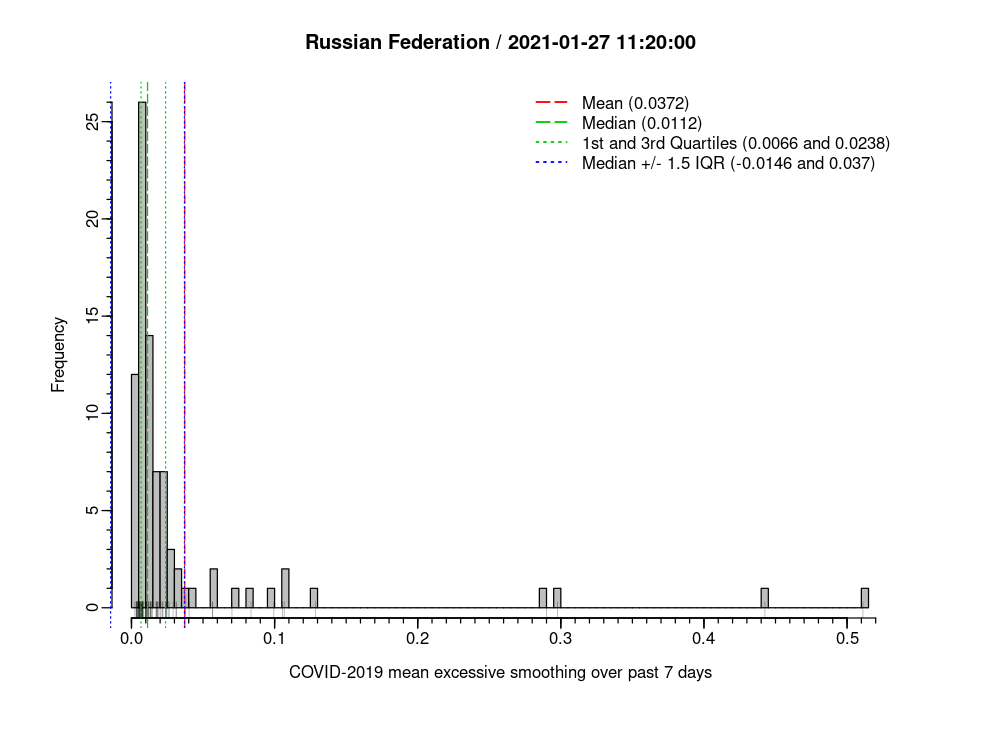 Russian Federation / 2021-01-27 11:20:00
Mean (0.0372)
Median (0.0112)
1st and 3rd Quartiles (0.0066 and 0.0238)
Median +/- 1.5 IQR (-0.0146 and 0.037)
Frequency
25
20
15
10
5
0
0.0 0.1 0.2 0.3 0.4 0.5
COVID-2019 mean excessive smoothing over past 7 days